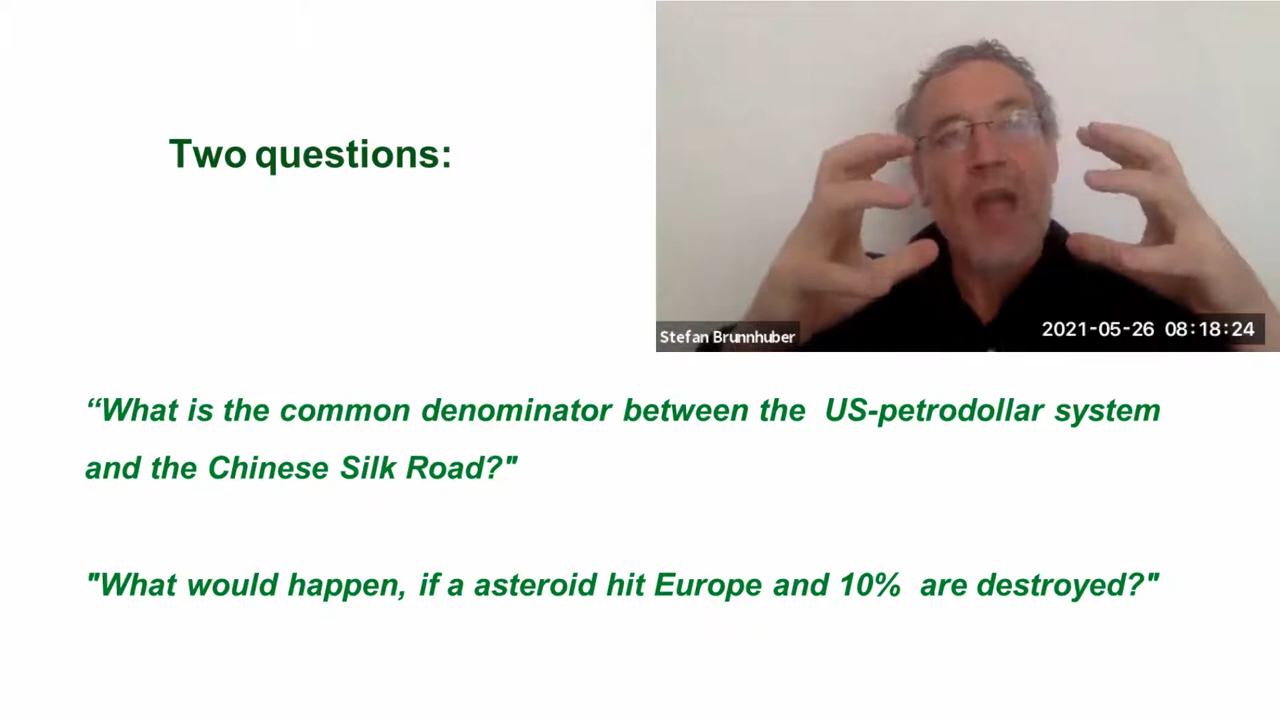 Two questions:
Stefan Brunnhuber
2021-05-26 08:18:24
“What is the common denominator between the US-petrodollar system
and the Chinese Silk Road?"
"What would happen, if a asteroid hit Europe and 10% are destroyed?"